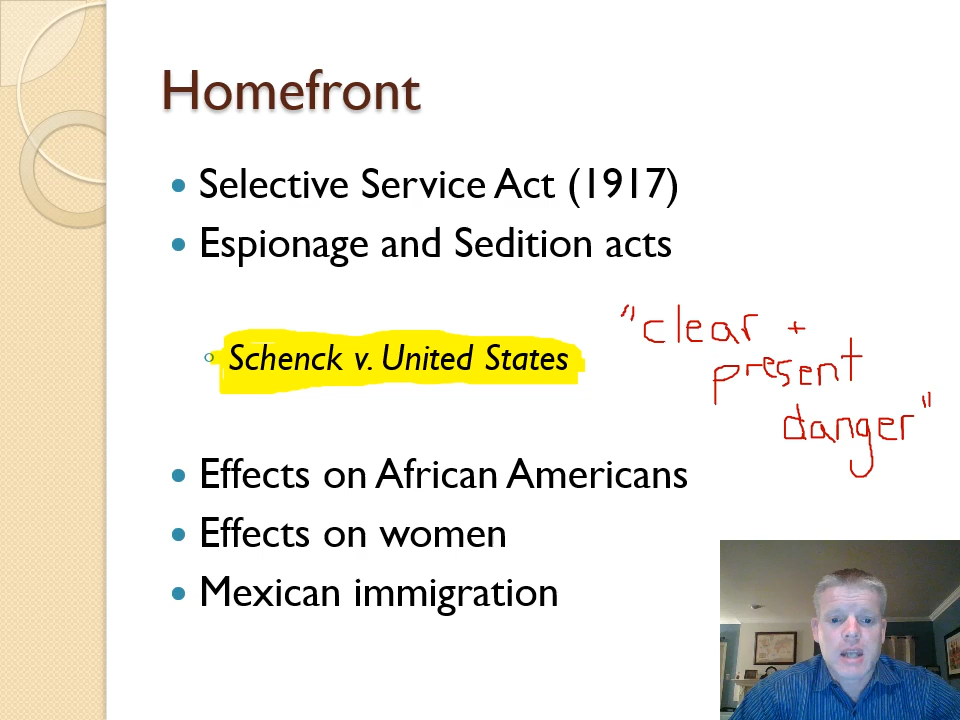 Homefront
Selective Service Act (1917)
Espionage and Sedition acts
Schenck v. United States
"clear +
present
danger"
Effects on African Americans
Effects on women
Mexican immigration